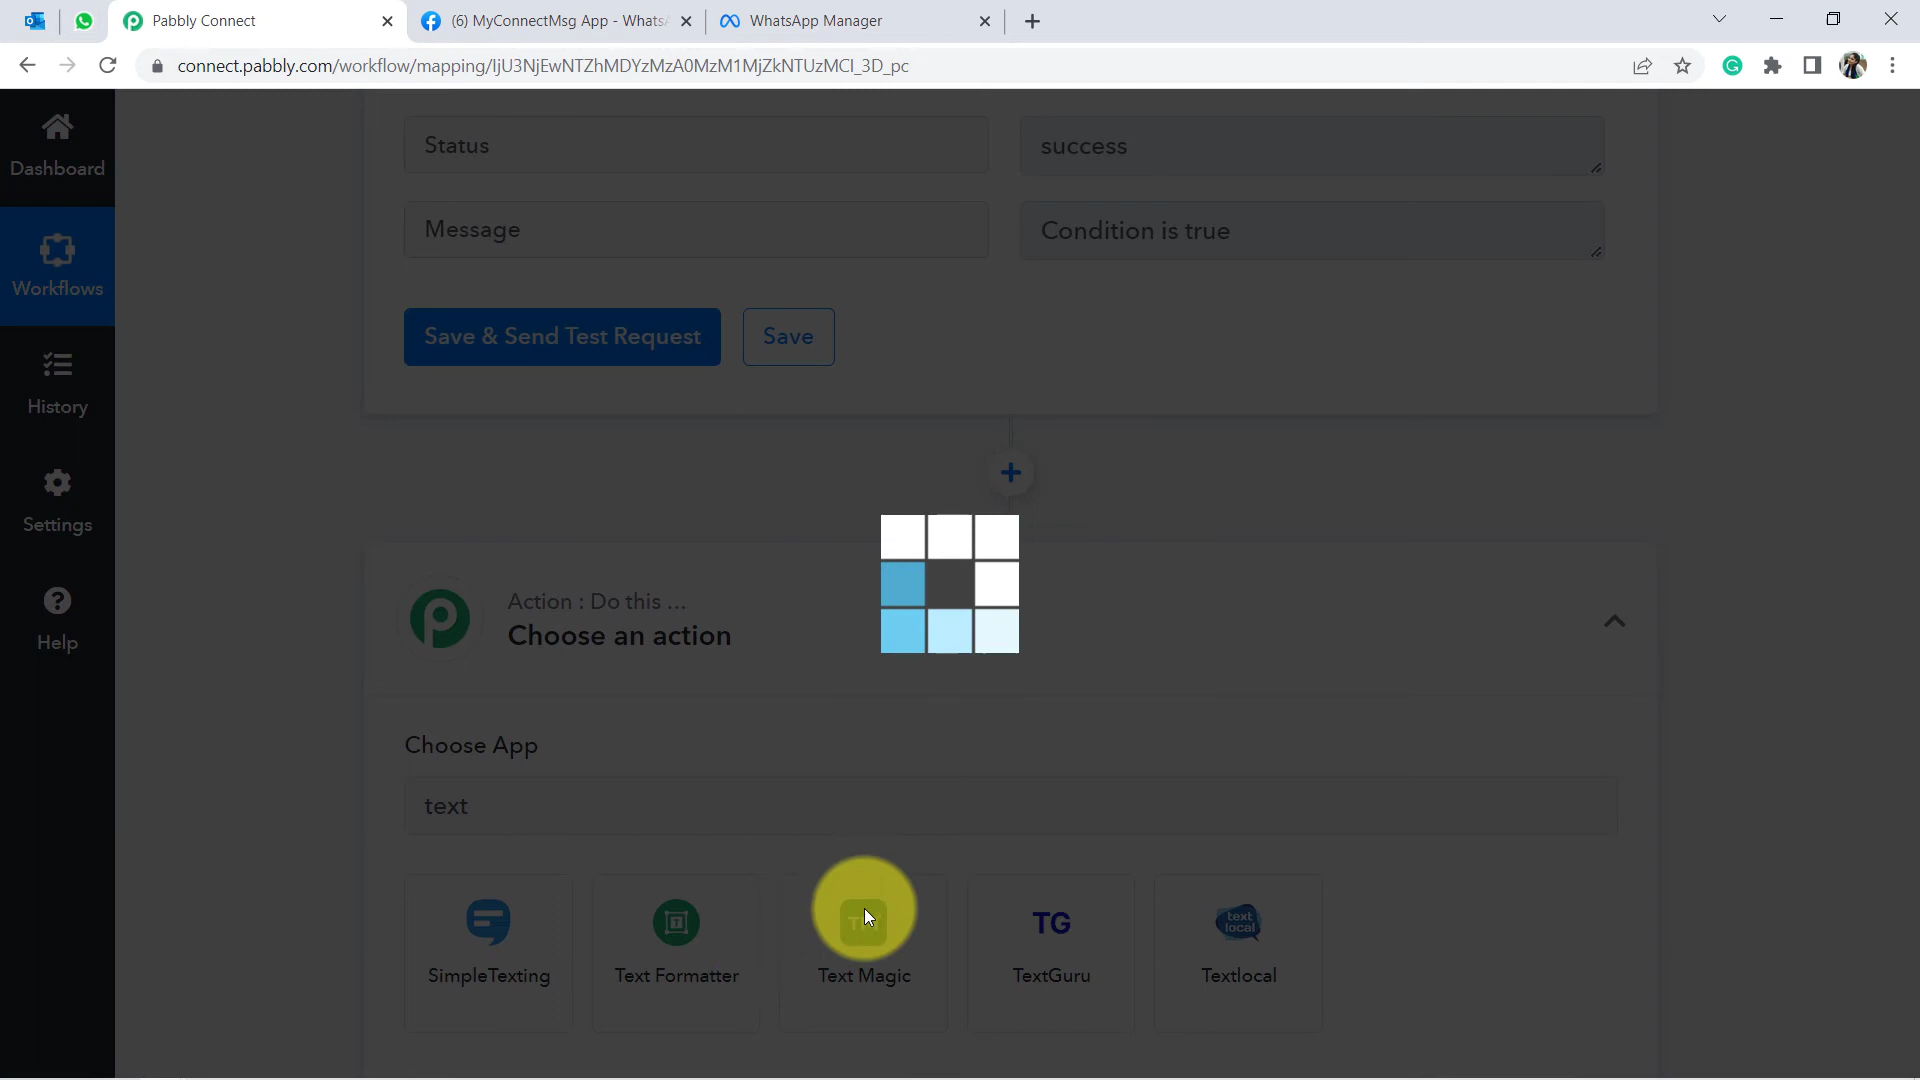 Pabbly Connect
(6) MyConnectMsg App - Whats
WhatsApp Manager
connect.pabbly.com/workflow/mapping/IjU3NjEwNTZhMDYzMzA0MzM1MjZkNTUzMCI_3D_pc
Dashboard
Workflows
History
Settings
Help
Status
success
Message
Condition is true
Save & Send Test Request
Save
Action : Do this ...
Choose an action
Choose App
text
SimpleTexting
Text Formatter
Text Magic
TG
TextGuru
text
local
Textlocal